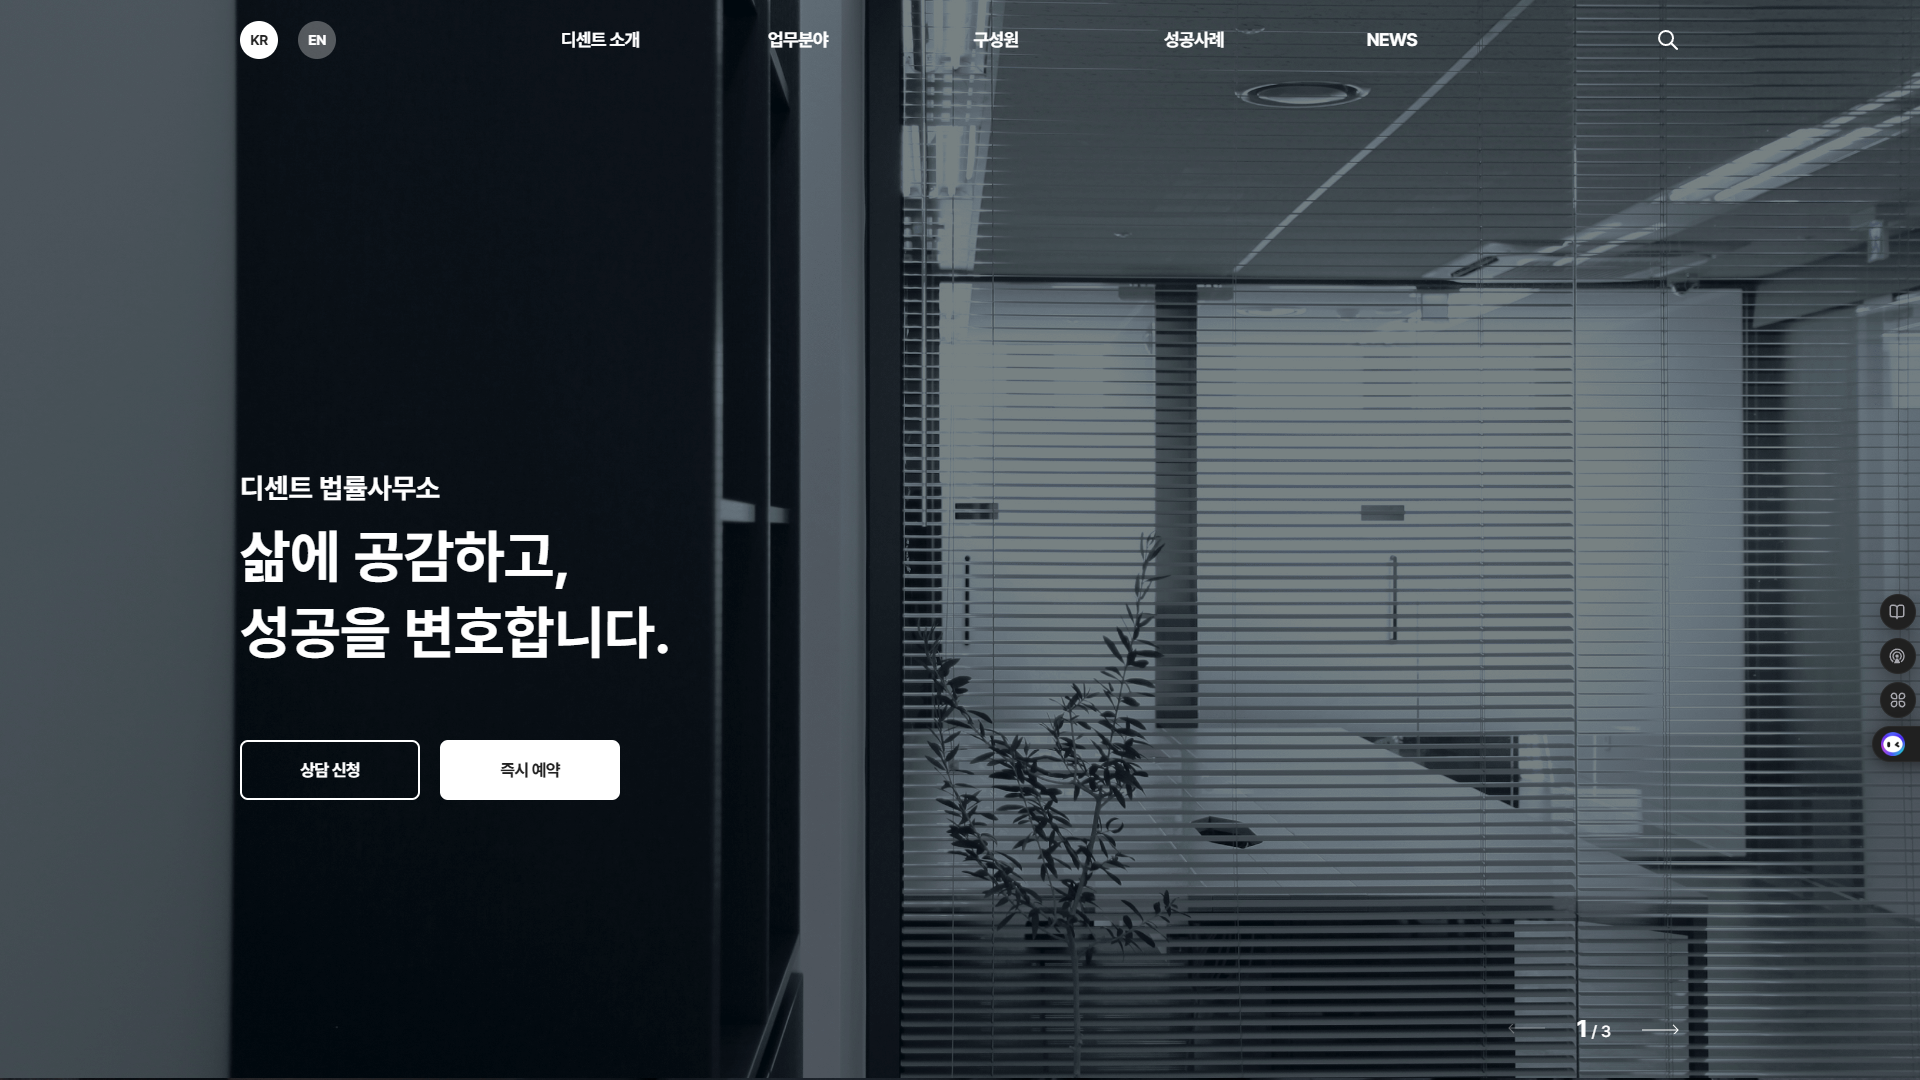 KR
EN
디센트 소개
업무분야
구성원
성공사례
NEWS
디센트 법률사무소
삶에 공감하고,
성공을 변호합니다.
상담 신청
즉시 예약
1 / 3